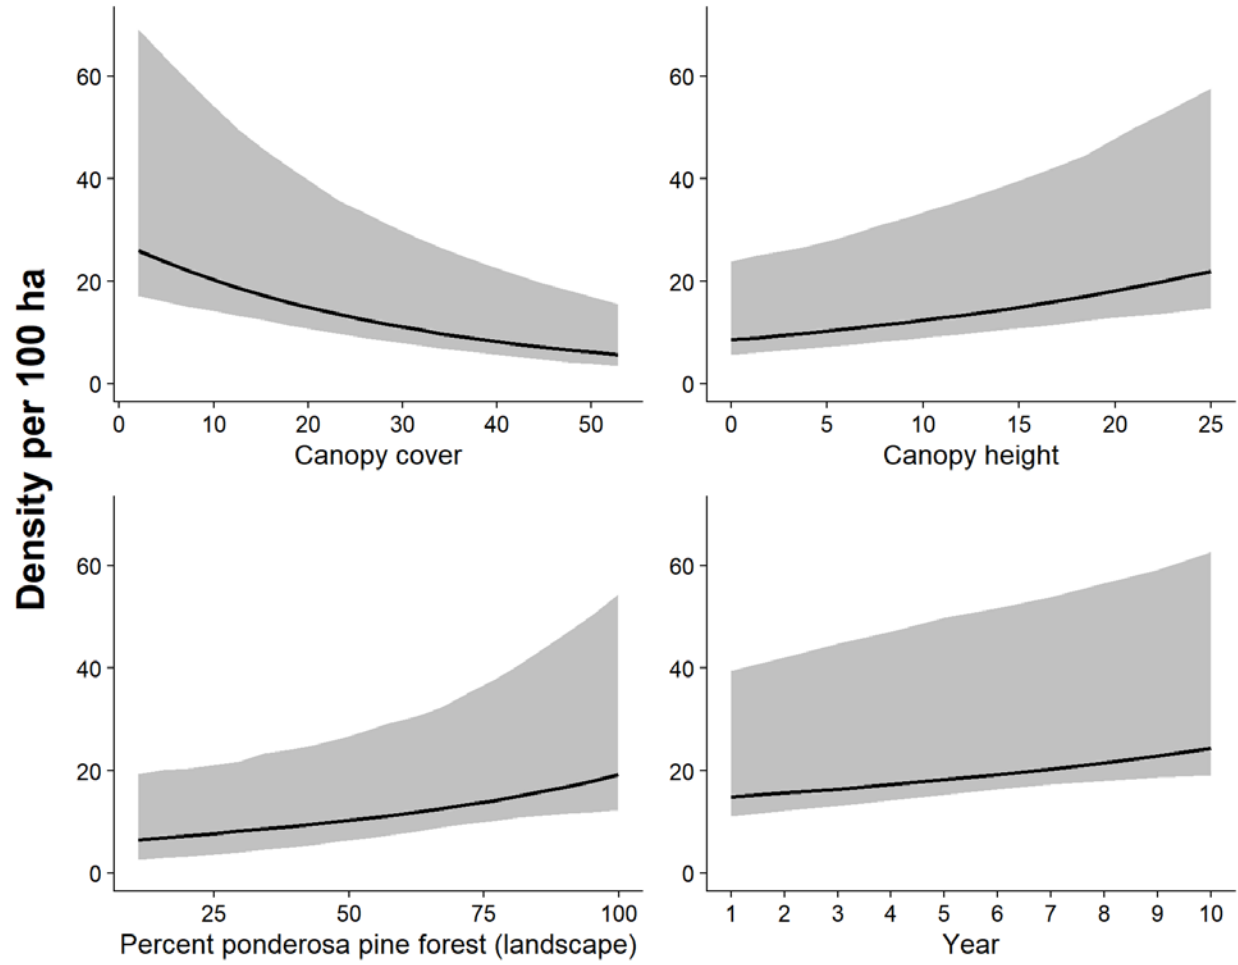 Density per 100 ha
60
40
20
0
0 10 20 30 40 50
Canopy cover
60
40
20
0
0 5 10 15 20 25
Canopy height
60
40
20
0
25 50 75 100
Percent ponderosa pine forest (landscape)
60
40
20
0
1 2 3 4 5 6 7 8 9 10
Year